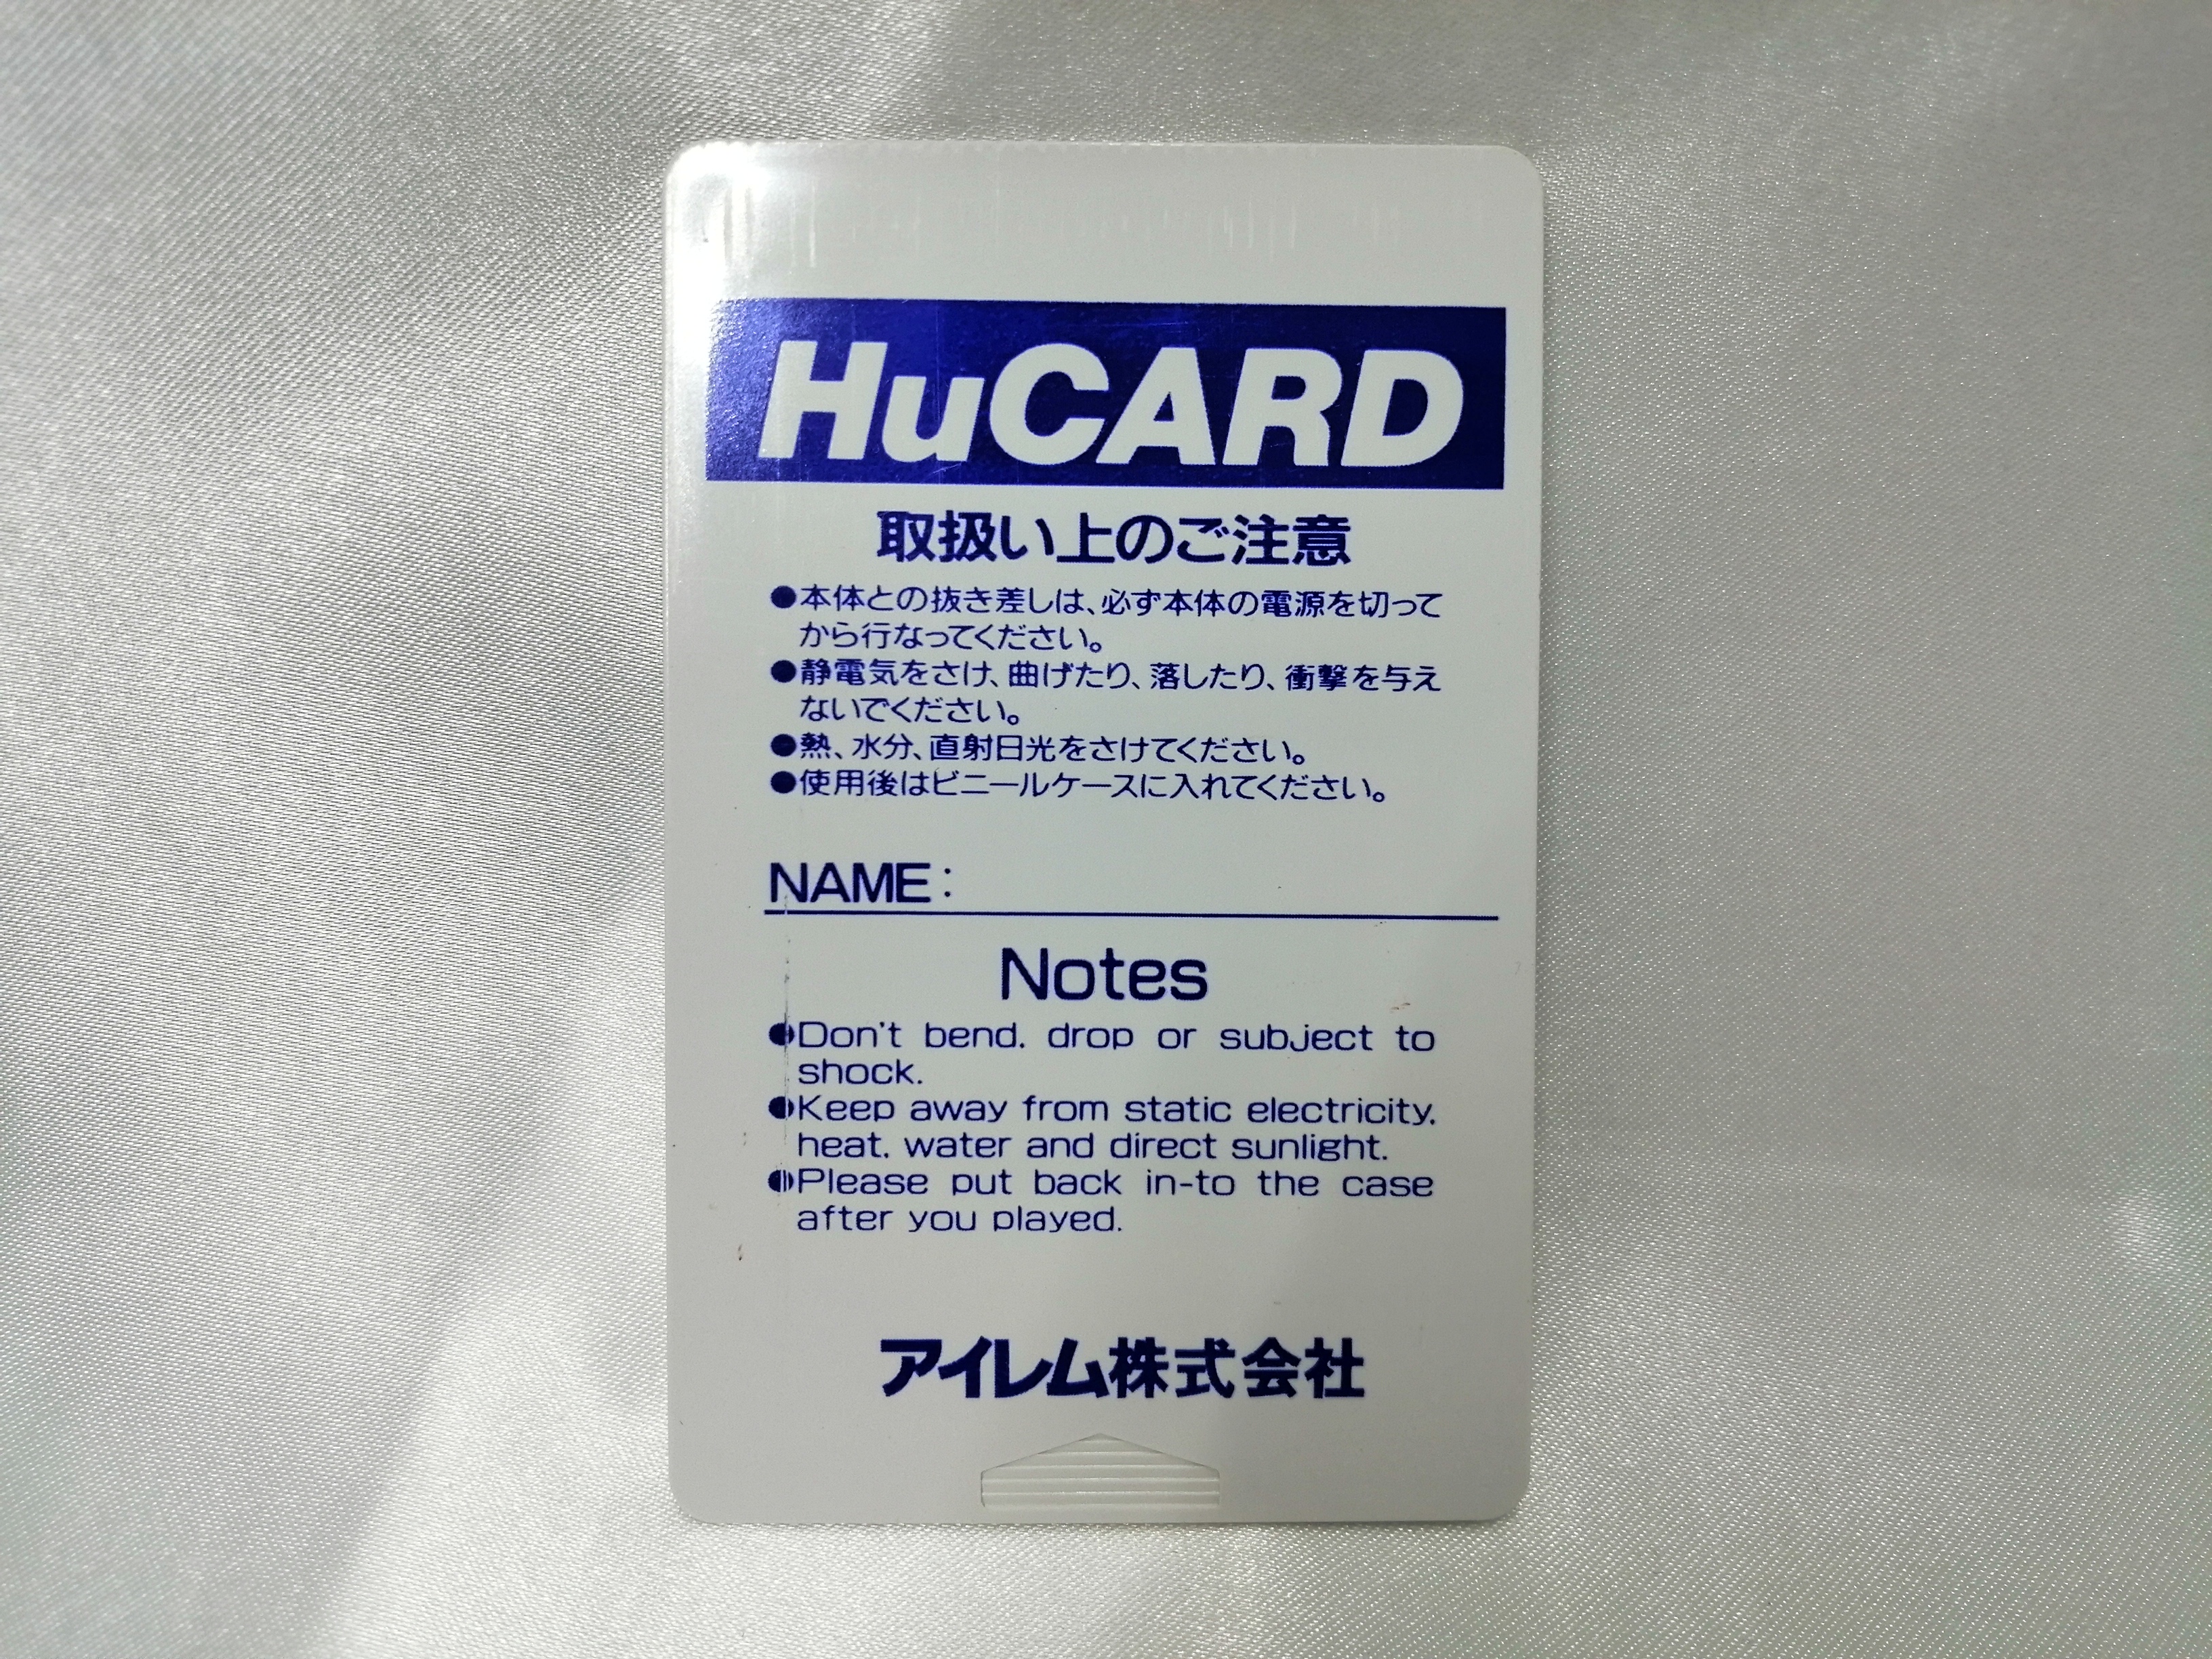 HuCARD
取扱い上のご注意
●本体との抜き差しは、必ず本体の電源を切って
から行なってください。
●静電気をさけ、曲げたり、落したり、衝撃を与え
ないでください。
●熱、水分、直射日光をさけてください。
●使用後はビニールケースに入れてください。
NAME:
Notes
●Don't bend, drop or subject to
shock.
●Keep away from static electricity,
heat, water and direct sunlight.
●Please put back in-to the case
after you played.
アイレム株式会社